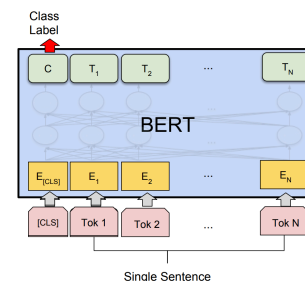 Class
Label
C T1 T2 ... TN
BERT
E[CLS] E1 E2 ... EN
[CLS] Tok 1 Tok 2 ... Tok N
Single Sentence